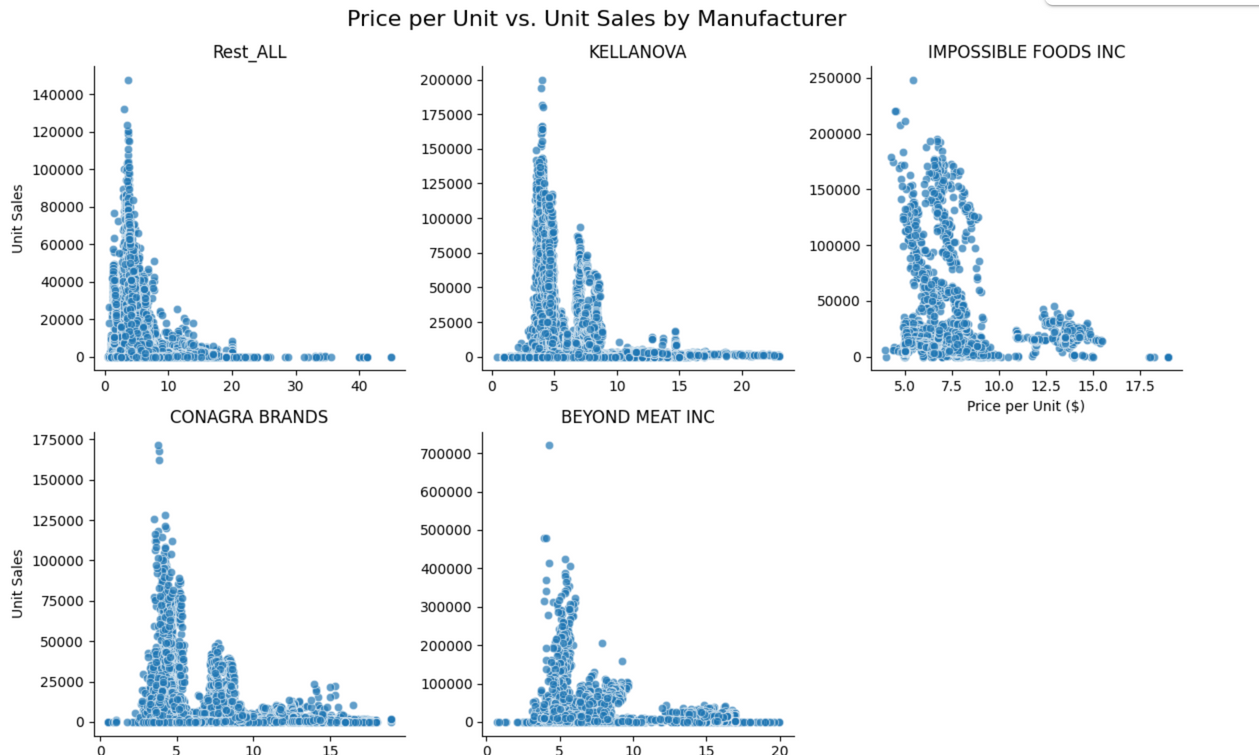 Price per Unit vs. Unit Sales by Manufacturer
Rest_ALL
Unit Sales
140000
120000
100000
80000
60000
40000
20000
0
0 10 20 30 40
KELLANOVA
200000
175000
150000
125000
100000
75000
50000
25000
0
0 5 10 15 20
IMPOSSIBLE FOODS INC
250000
200000
150000
100000
50000
0
5.0 7.5 10.0 12.5 15.0 17.5
Price per Unit ($)
CONAGRA BRANDS
Unit Sales
175000
150000
125000
100000
75000
50000
25000
0
0 5 10 15
BEYOND MEAT INC
700000
600000
500000
400000
300000
200000
100000
0
0 5 10 15 20